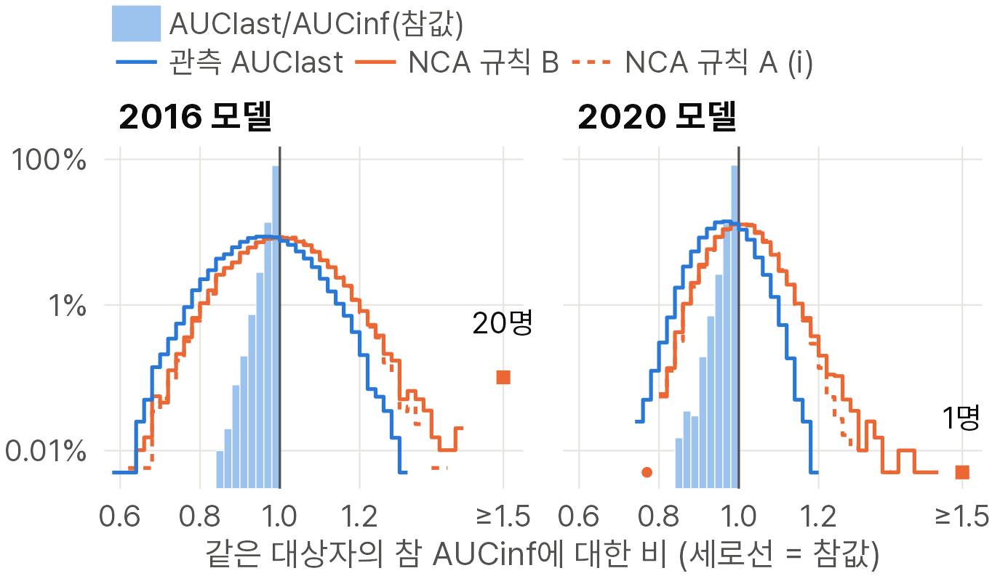 AUClast/AUCinf(참값)
관측 AUClast NCA 규칙 B NCA 규칙 A (i)
2016 모델 2020 모델
100%
1%
20명
1명
0.01%
0.6 0.8 1.0 1.2 ≥1.5 0.6 0.8 1.0 1.2 ≥1.5
같은 대상자의 참 AUCinf에 대한 비 (세로선 = 참값)